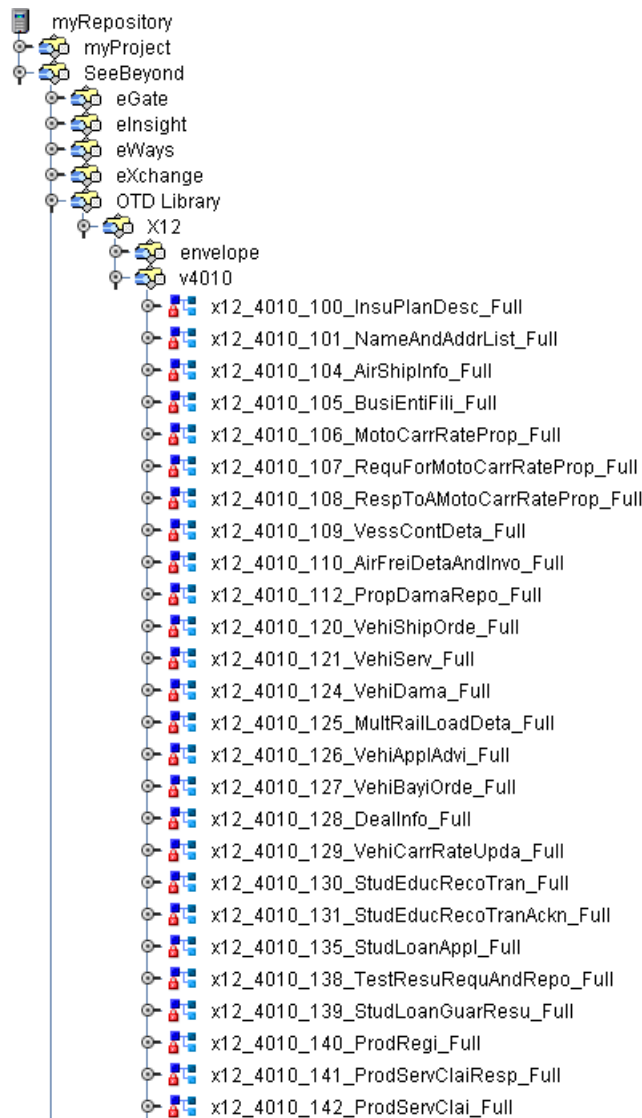 myRepository
myProject
SeeBeyond
eGate
eInsight
eWays
eXchange
OTD Library
X12
envelope
v4010
x12_4010_100_InsuPlanDesc_Full
x12_4010_101_NameAndAddrList_Full
x12_4010_104_AirShipInfo_Full
x12_4010_105_BusiEntiFili_Full
x12_4010_106_MotoCarrRateProp_Full
x12_4010_107_RequForMotoCarrRateProp_Full
x12_4010_108_RespToAMotoCarrRateProp_Full
x12_4010_109_VessContDeta_Full
x12_4010_110_AirFreiDetaAndInvo_Full
x12_4010_112_PropDamaRepo_Full
x12_4010_120_VehiShipOrde_Full
x12_4010_121_VehiServ_Full
x12_4010_124_VehiDama_Full
x12_4010_125_MultRailLoadDeta_Full
x12_4010_126_VehiApplAdvi_Full
x12_4010_127_VehiBayiOrde_Full
x12_4010_128_DealInfo_Full
x12_4010_129_VehiCarrRateUpda_Full
x12_4010_130_StudEducRecoTran_Full
x12_4010_131_StudEducRecoTranAckn_Full
x12_4010_135_StudLoanAppl_Full
x12_4010_138_TestResuRequAndRepo_Full
x12_4010_139_StudLoanGuarResu_Full
x12_4010_140_ProdRegi_Full
x12_4010_141_ProdServClaiResp_Full
x12_4010_142_ProdServClai_Full